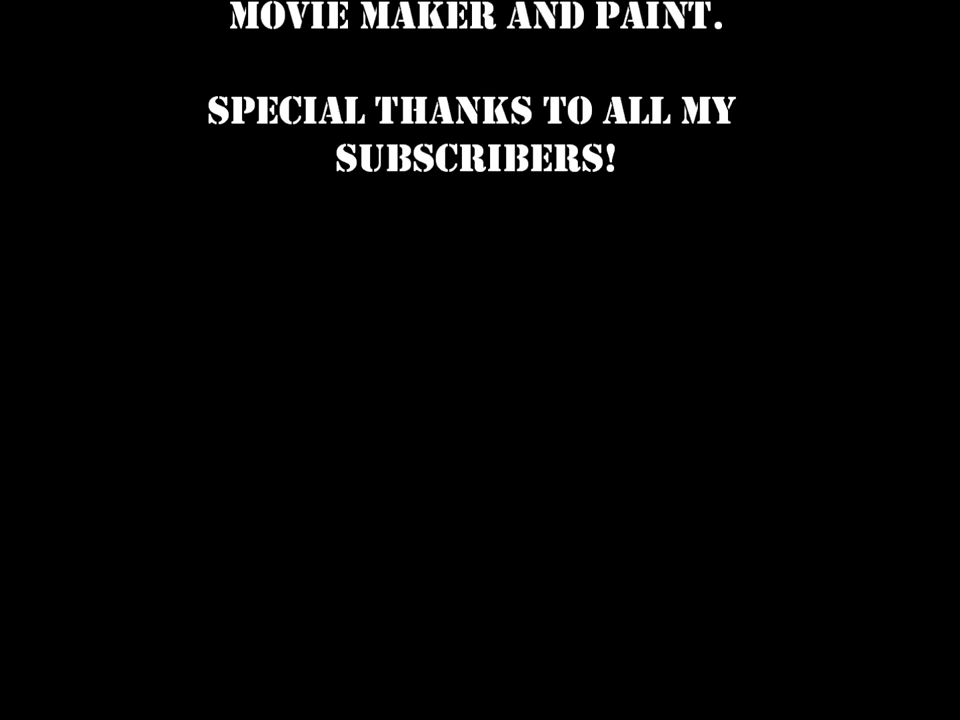 MOVIE MAKER AND PAINT.
SPECIAL THANKS TO ALL MY
SUBSCRIBERS!